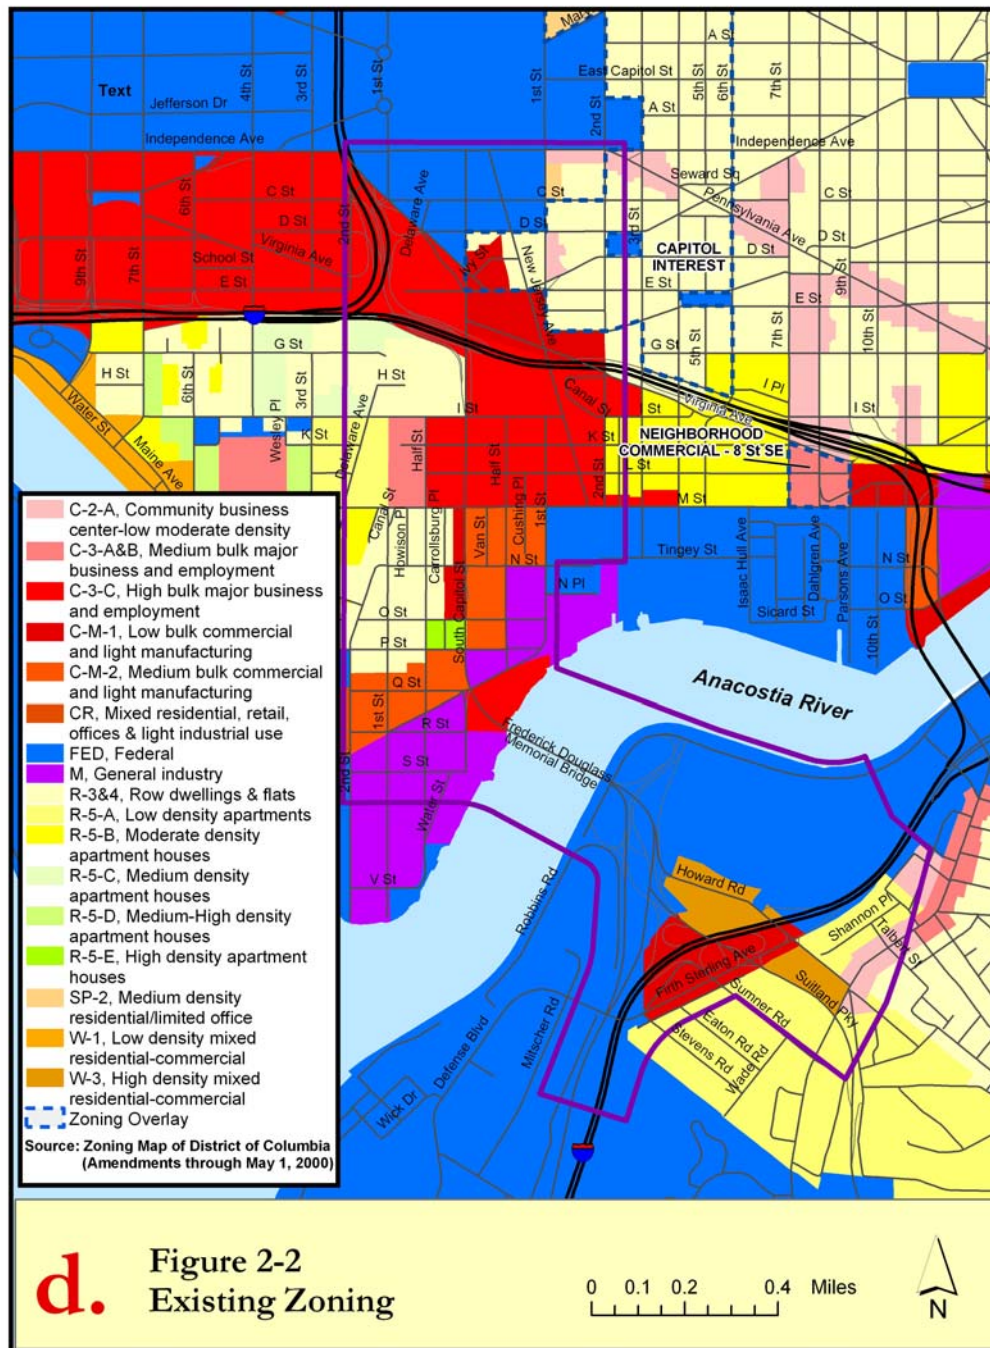 A St
East Capitol St
Text
Jefferson Dr
4th St
3rd St
1st St
1st St
2nd St
A St
5th St
6th St
7th St
Independence Ave
Independence Ave
Seward Sq
6th St
C St
2nd St
Delaware Ave
C St
Pennsylvania Ave
C St
D St
D St
3rd St
D St
D St
Virginia Ave
School St
9th St
7th St
E St
Ivy St
New Jersey Ave
CAPITOL
INTEREST
E St
9th St
E St
10th St
G St
G St
5th St
7th St
H St
H St
6th St
3rd St
Water St
Maine Ave
Wesley Pl
K St
Delaware Ave
I St
Canal St
I St
I Pl
Virginia Ave
I St
Half St
Half St
K St
2nd St
L St
NEIGHBORHOOD
COMMERCIAL - 8 St SE
M St
Canal St
Howison Pl
Carrollsburg Pl
South Capitol St
Van St
Cushing Pl
1st St
N St
N Pl
Tingey St
Isaac Hull Ave
Dahlgren Ave
Parsons Ave
Sicard St
N St
O St
10th St
O St
P St
Q St
1st St
R St
S St
2nd St
Water St
V St
Anacostia River
Frederick Douglass
Memorial Bridge
Robbins Rd
Howard Rd
Shannon Pl
Talbert St
Firth Sterling Ave
Suitland Pky
Sumner Rd
Eaton Rd
Stevens Rd
Wade Rd
Mitscher Rd
Defense Blvd
Wick Dr
C-2-A, Community business
center-low moderate density
C-3-A&B, Medium bulk major
business and employment
C-3-C, High bulk major business
and employment
C-M-1, Low bulk commercial
and light manufacturing
C-M-2, Medium bulk commercial
and light manufacturing
CR, Mixed residential, retail,
offices & light industrial use
FED, Federal
M, General industry
R-3&4, Row dwellings & flats
R-5-A, Low density apartments
R-5-B, Moderate density
apartment houses
R-5-C, Medium density
apartment houses
R-5-D, Medium-High density
apartment houses
R-5-E, High density apartment
houses
SP-2, Medium density
residential/limited office
W-1, Low density mixed
residential-commercial
W-3, High density mixed
residential-commercial
Zoning Overlay
Source: Zoning Map of District of Columbia
(Amendments through May 1, 2000)
d.
Figure 2-2
Existing Zoning
0 0.1 0.2 0.4 Miles
N